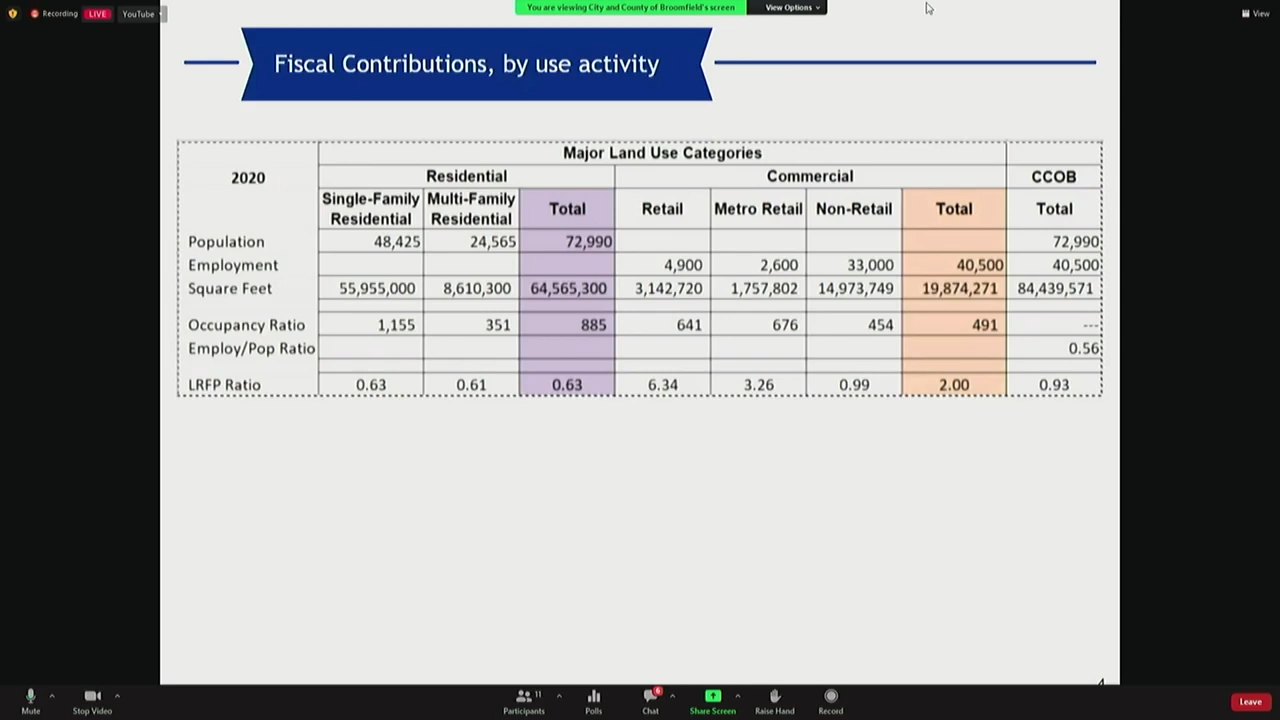 Recording LIVE YouTube You are viewing City and County of Broomfield's screen View Options View
Fiscal Contributions, by use activity
Major Land Use Categories
2020 Residential Commercial CCOB
Single-Family Residential Multi-Family Residential Total Retail Metro Retail Non-Retail Total Total
Population 48,425 24,565 72,990 72,990
Employment 4,900 2,600 33,000 40,500 40,500
Square Feet 55,955,000 8,610,300 64,565,300 3,142,720 1,757,802 14,973,749 19,874,271 84,439,571
Occupancy Ratio 1,155 351 885 641 676 454 491 ---
Employ/Pop Ratio 0.56
LRFP Ratio 0.63 0.61 0.63 6.34 3.26 0.99 2.00 0.93
11 6
Mute Stop Video Participants Polls Chat Share Screen Raise Hand Record Leave